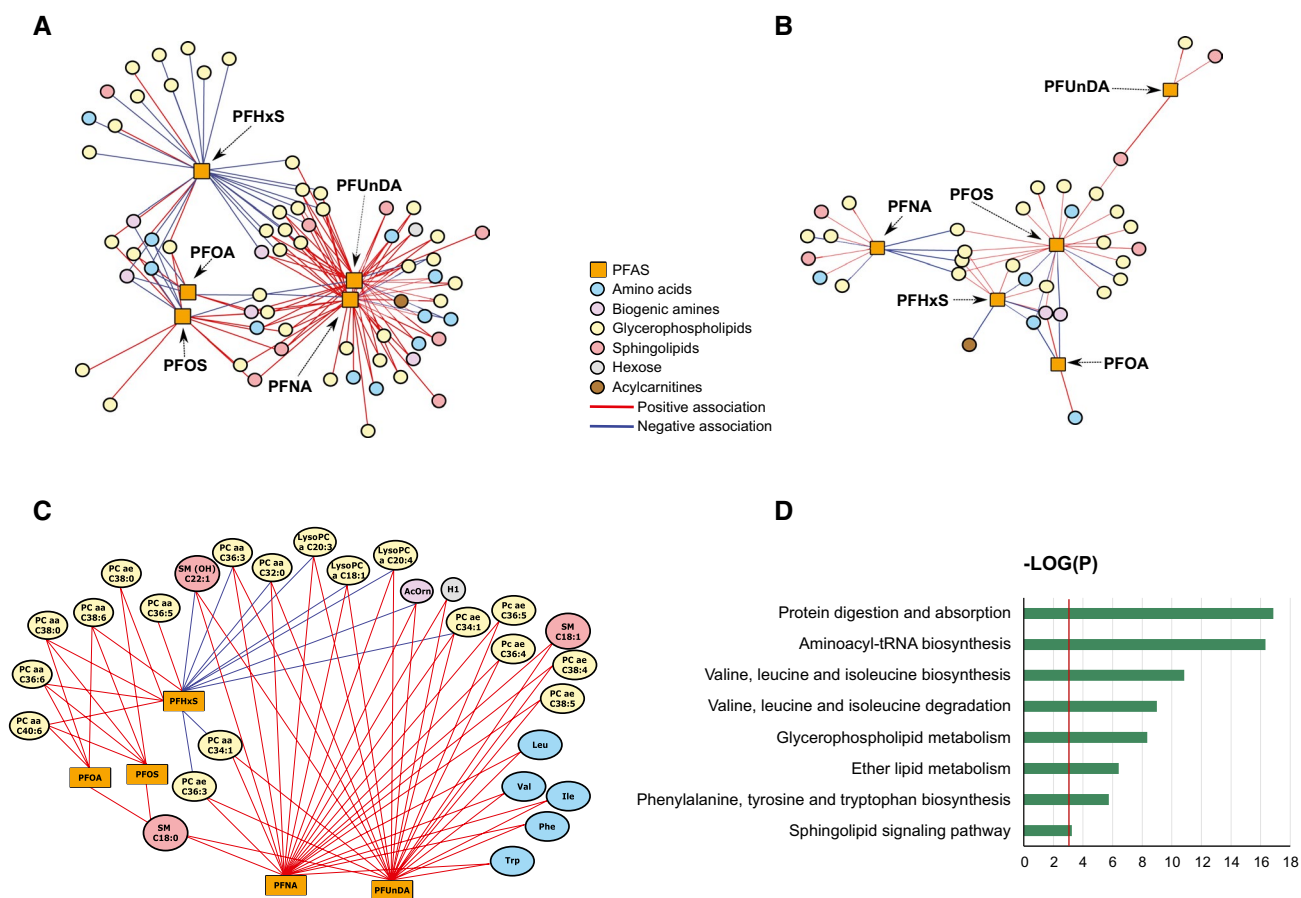 A
PFHxS
PFUnDA
PFOA
PFOS
PFNA
PFAS
Amino acids
Biogenic amines
Glycerophospholipids
Sphingolipids
Hexose
Acylcarnitines
Positive association
Negative association
B
PFUnDA
PFNA
PFOS
PFHxS
PFOA
C
PC ae
C38:0
SM (OH)
C22:1
PC aa
C36:3
PC aa
C32:0
LysoPC
a C20:3
LysoPC
a C18:1
LysoPC
a C20:4
AcOrn
H1
PC ae
C34:1
Pc ae
C36:5
PC ae
C36:4
SM
C18:1
PC ae
C38:4
PC ae
C38:5
PC aa
C36:5
PC aa
C38:6
PC aa
C38:0
PC aa
C36:6
PC aa
C40:6
PFHxS
PFOA
PFOS
PC aa
C34:1
PC ae
C36:3
SM
C18:0
Leu
Val
Ile
Phe
Trp
PFNA
PFUnDA
D
-LOG(P)
Protein digestion and absorption
Aminoacyl-tRNA biosynthesis
Valine, leucine and isoleucine biosynthesis
Valine, leucine and isoleucine degradation
Glycerophospholipid metabolism
Ether lipid metabolism
Phenylalanine, tyrosine and tryptophan biosynthesis
Sphingolipid signaling pathway
0 2 4 6 8 10 12 14 16 18